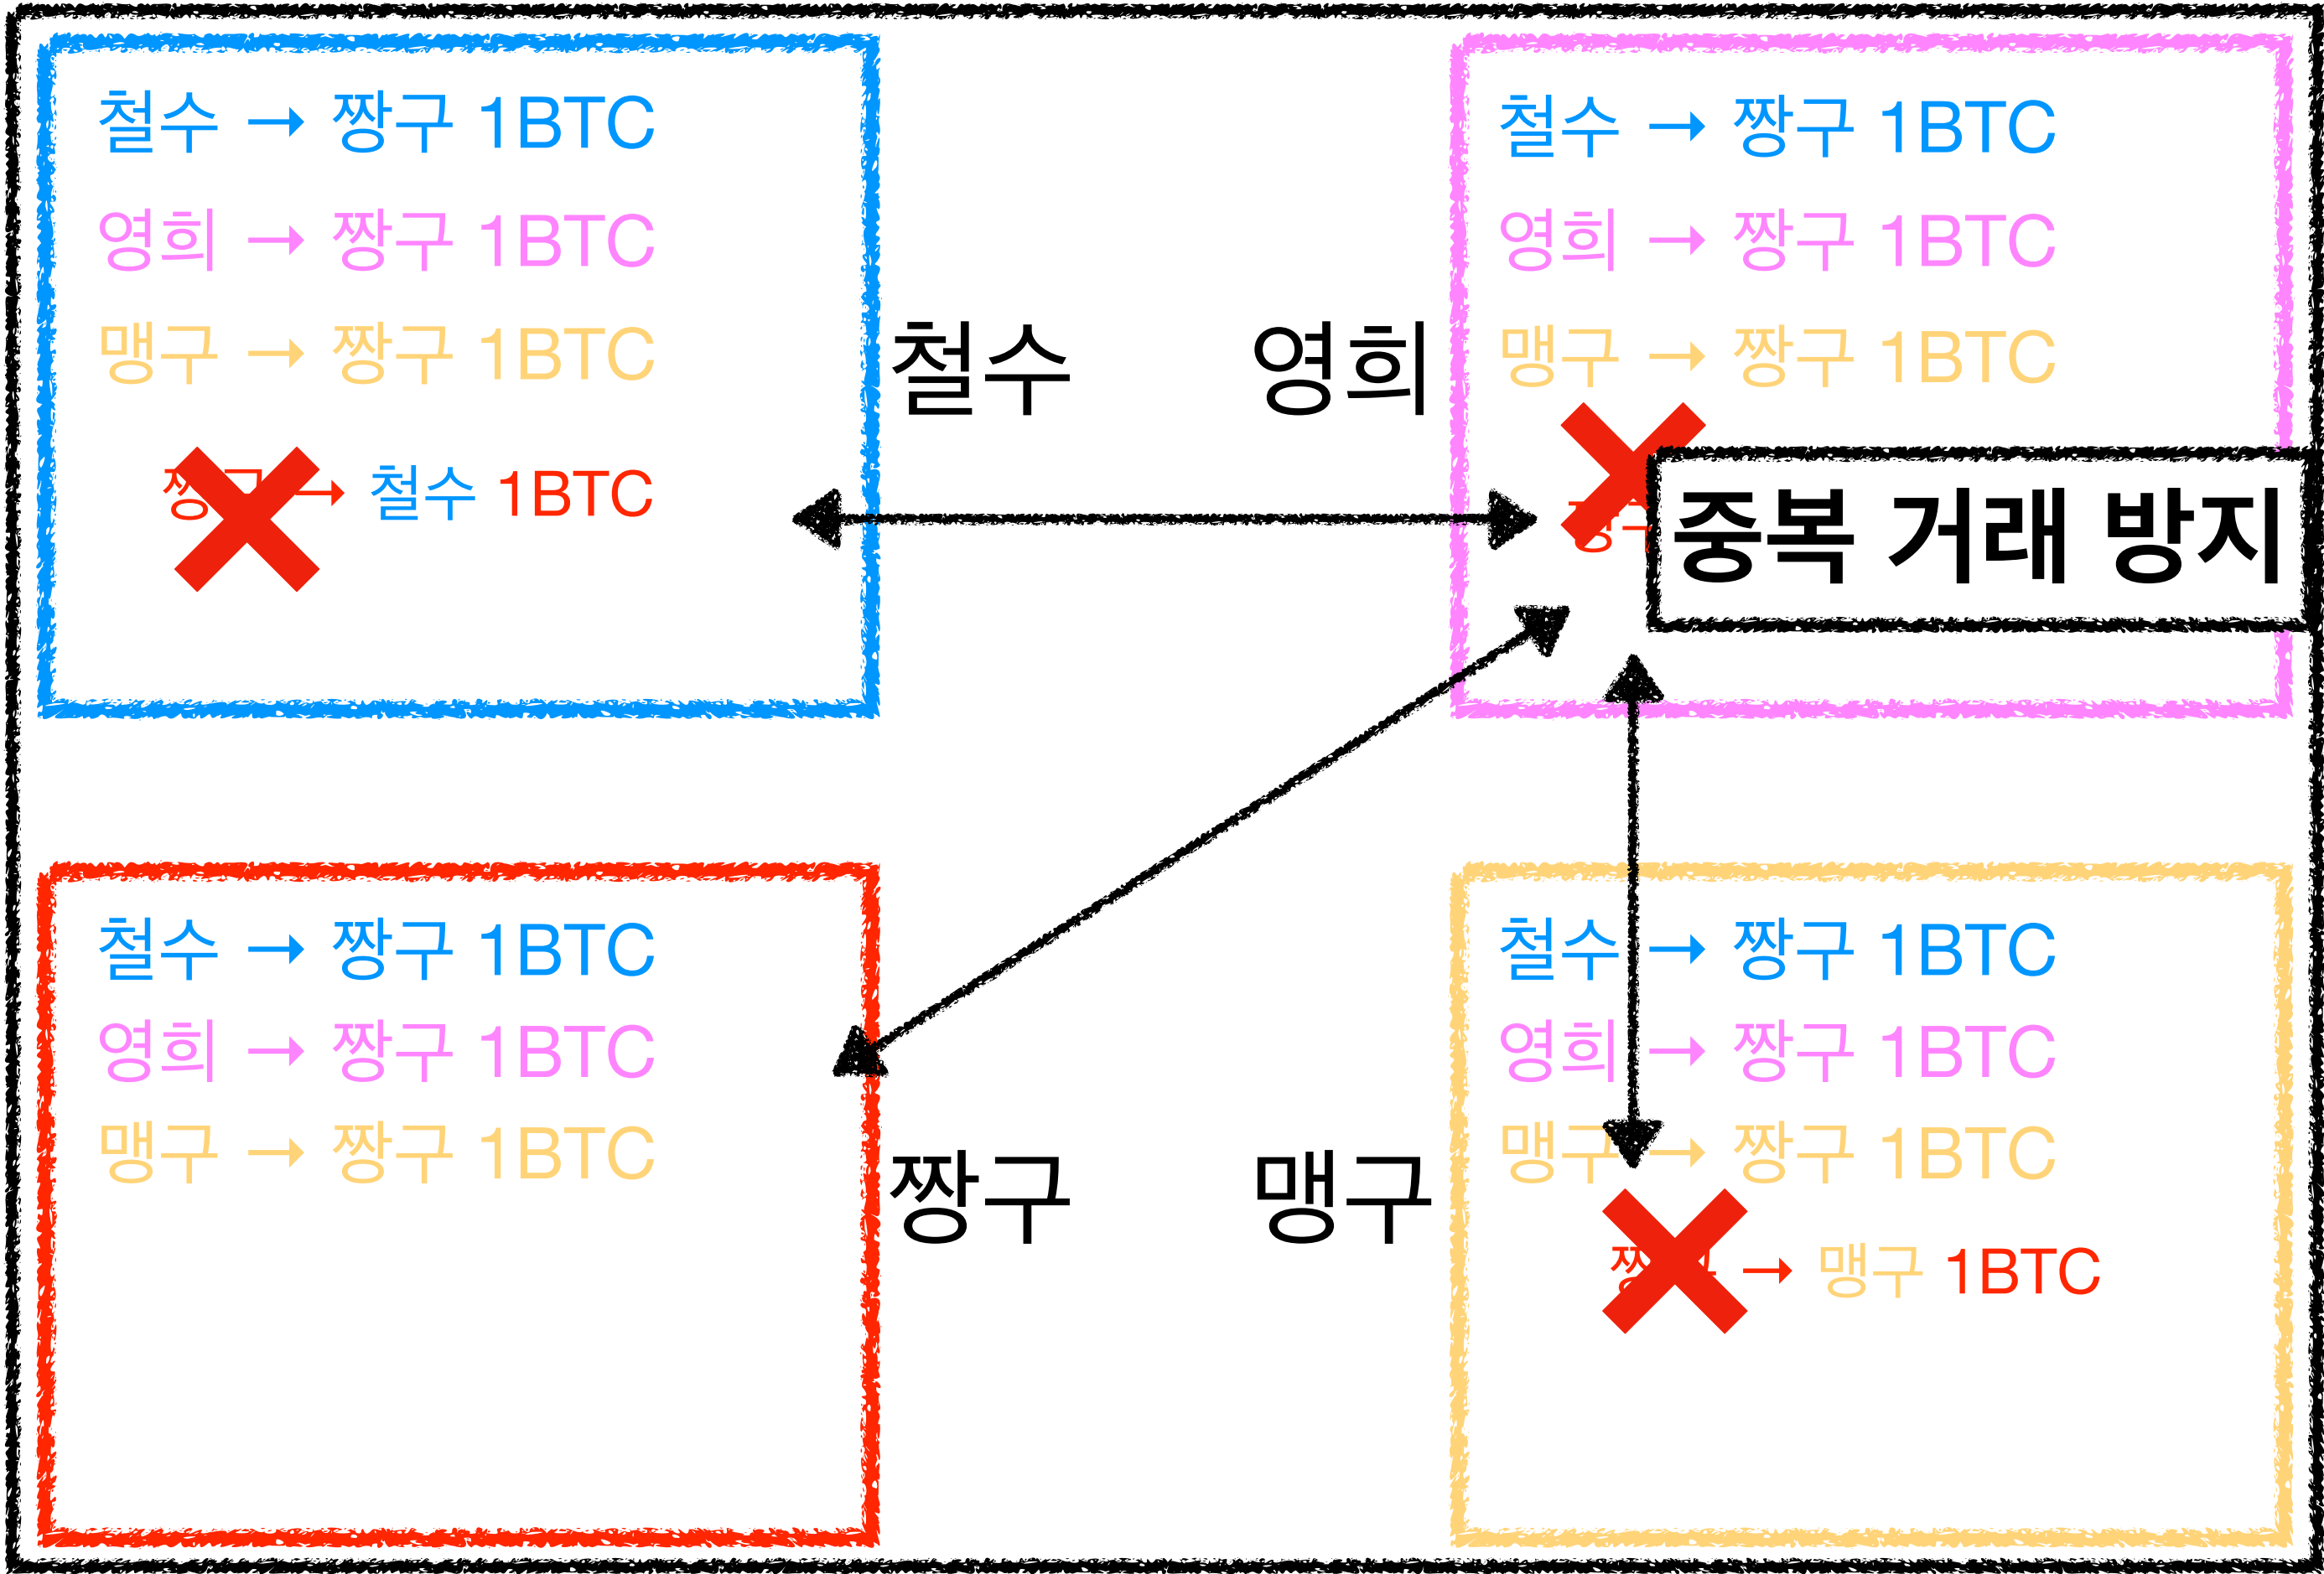 철수 → 짱구 1BTC
영희 → 짱구 1BTC
맹구 → 짱구 1BTC
→ 철수 1BTC
철수
영희
철수 → 짱구 1BTC
영희 → 짱구 1BTC
맹구 → 짱구 1BTC
중복 거래 방지
철수 → 짱구 1BTC
영희 → 짱구 1BTC
맹구 → 짱구 1BTC
짱구
맹구
철수 → 짱구 1BTC
영희 → 짱구 1BTC
맹구 → 짱구 1BTC
→ 맹구 1BTC